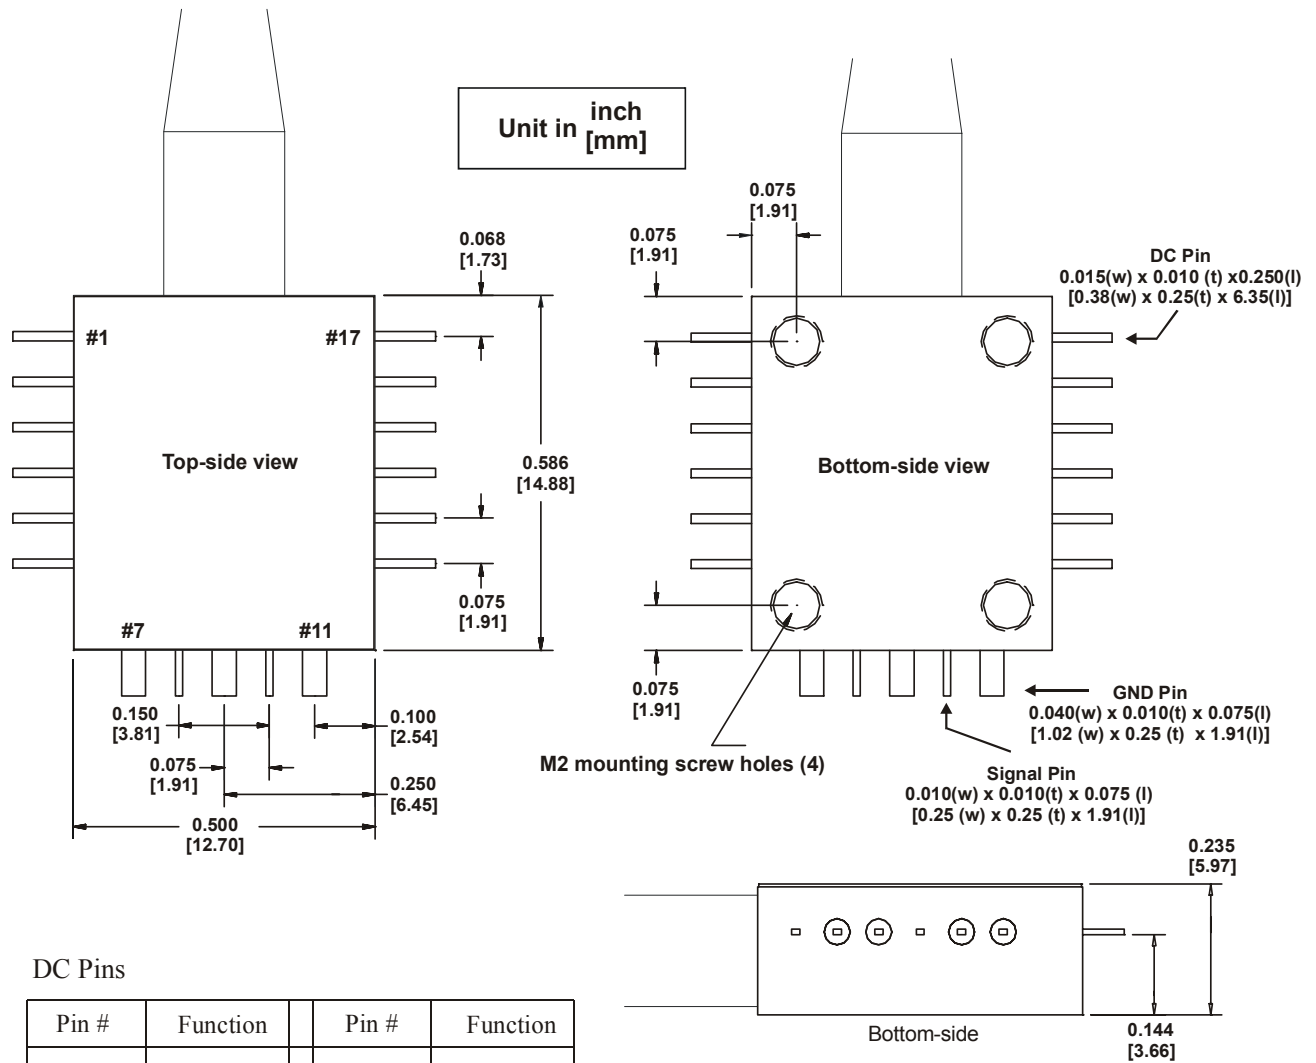 Unit in inch
[mm]
0.068
[1.73]
#1
#17
Top-side view
0.586
[14.88]
0.075
[1.91]
#7
#11
0.150
[3.81]
0.100
[2.54]
0.075
[1.91]
0.250
[6.45]
0.500
[12.70]
0.075
[1.91]
0.075
[1.91]
DC Pin
0.015(w) x 0.010 (t) x0.250(l)
[0.38(w) x 0.25(t) x 6.35(l)]
Bottom-side view
0.075
[1.91]
M2 mounting screw holes (4)
GND Pin
0.040(w) x 0.010(t) x 0.075(l)
[1.02 (w) x 0.25 (t) x 1.91(l)]
Signal Pin
0.010(w) x 0.010(t) x 0.075 (l)
[0.25 (w) x 0.25 (t) x 1.91(l)]
0.235
[5.97]
0.144
[3.66]
Bottom-side
DC Pins
Pin # Function Pin # Function